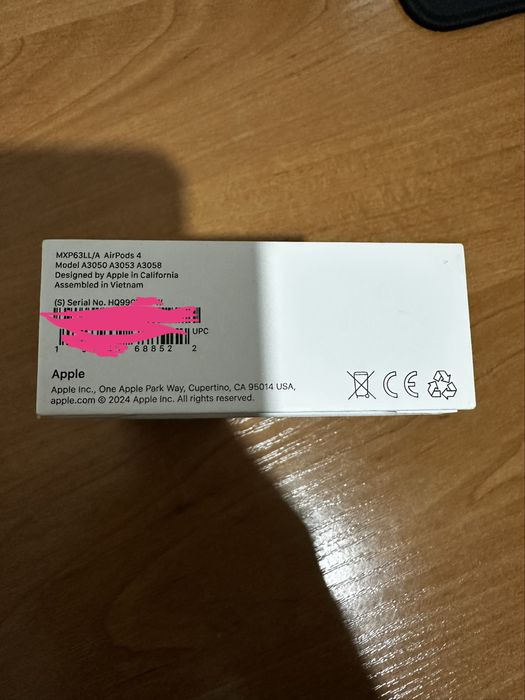 MXP63LL/A AirPods 4
Model A3050 A3053 A3058
Designed by Apple in California
Assembled in Vietnam
(S) Serial No.
UPC
1 68852 2
Apple
Apple Inc., One Apple Park Way, Cupertino, CA 95014 USA,
apple.com © 2024 Apple Inc. All rights reserved.
CE